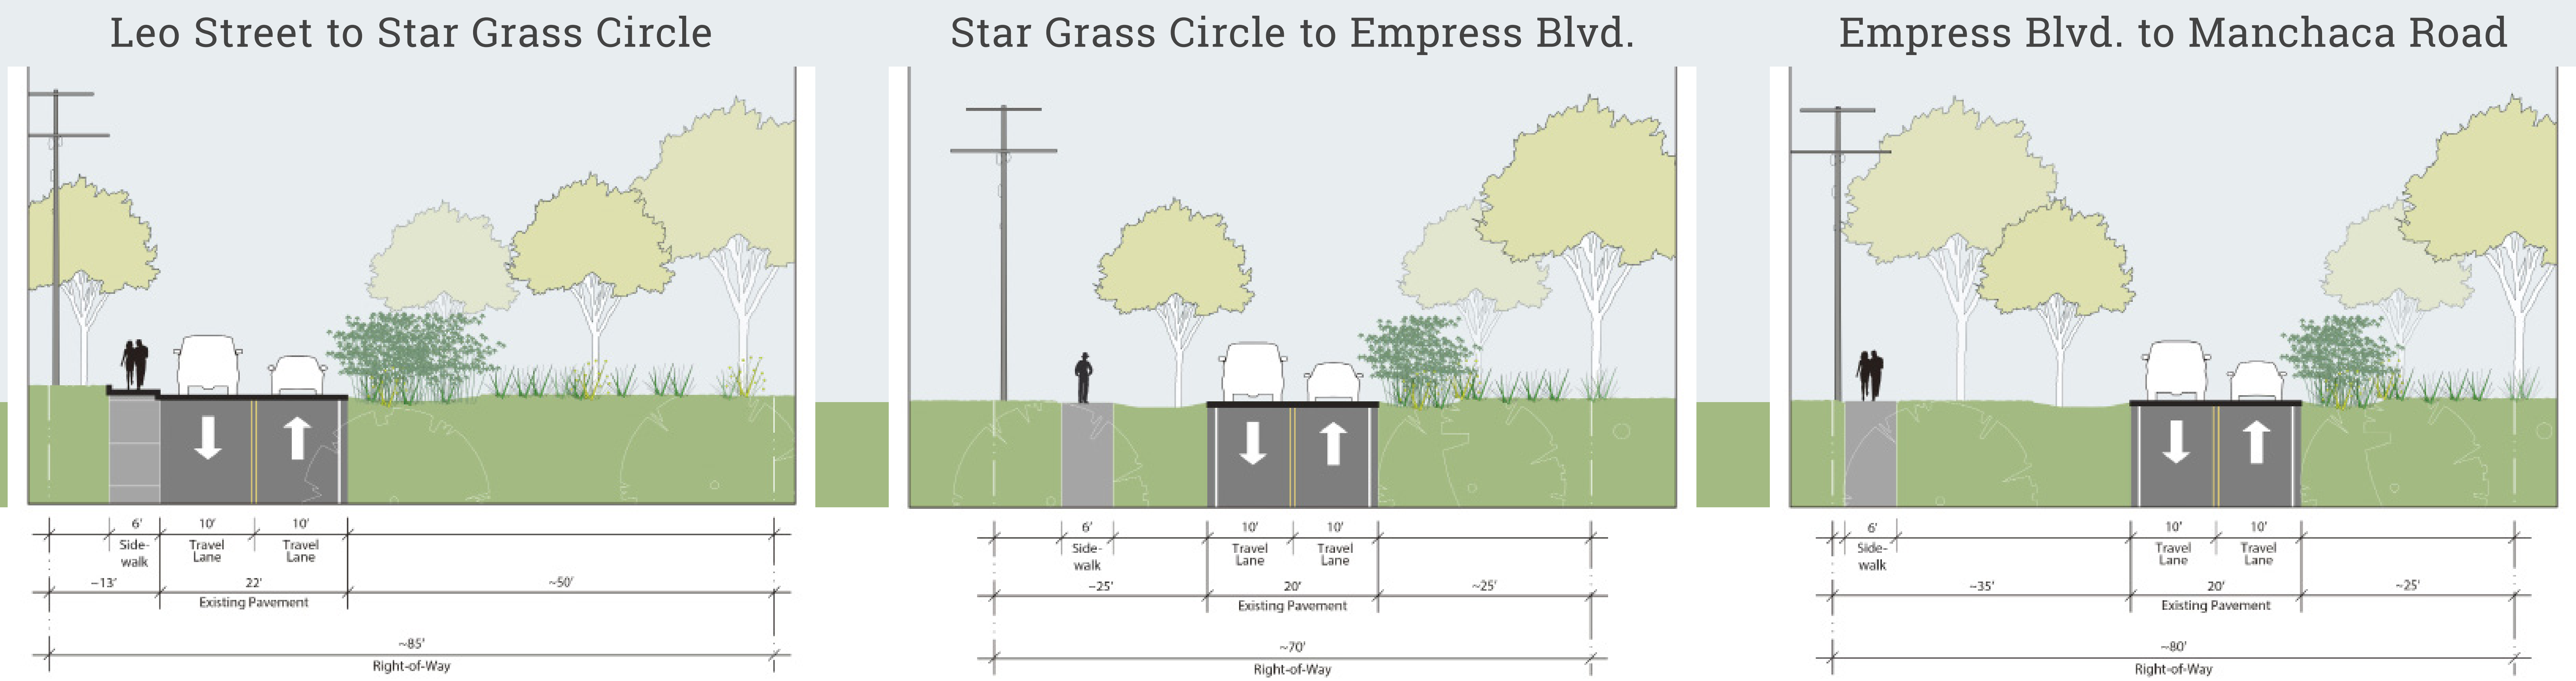 Leo Street to Star Grass Circle
6' 10' 10'
Side-
walk
Travel
Lane
Travel
Lane
~13' 22' ~50'
Existing Pavement
~85'
Right-of-Way
Star Grass Circle to Empress Blvd.
6' 10' 10'
Side-
walk
Travel
Lane
Travel
Lane
~25' 20' ~25'
Existing Pavement
~70'
Right-of-Way
Empress Blvd. to Manchaca Road
6' 10' 10'
Side-
walk
Travel
Lane
Travel
Lane
~35' 20' ~25'
Existing Pavement
~80'
Right-of-Way